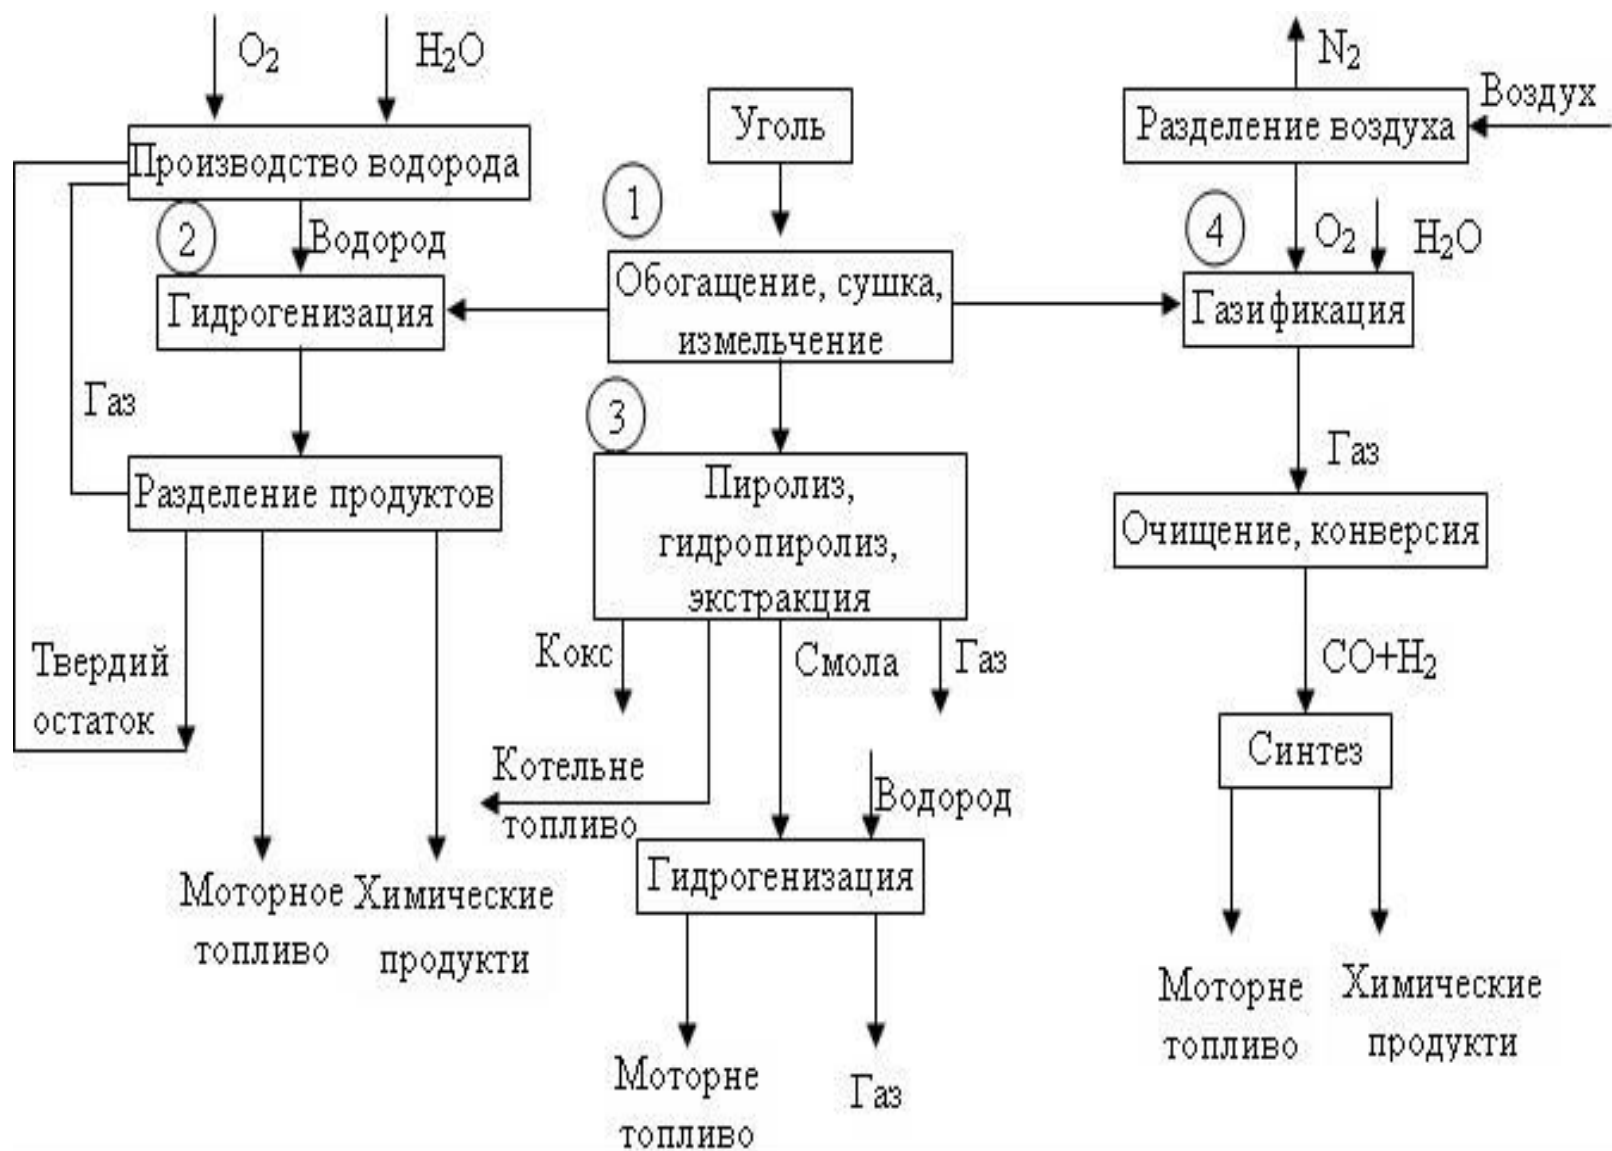 O₂
H₂O
Производство водорода
2
Водород
Гидрогенизация
Газ
Разделение продуктов
Твердий
остаток
Моторное
топливо
Химические
продукти
Уголь
1
Обогащение, сушка,
измельчение
3
Пиролиз,
гидропиролиз,
экстракция
Кокс
Смола
Газ
Котельне
топливо
Водород
Гидрогенизация
Моторне
топливо
Газ
N₂
Воздух
Разделение воздуха
4
O₂
H₂O
Газификация
Газ
Очищение, конверсия
CO+H₂
Синтез
Моторне
топливо
Химические
продукти